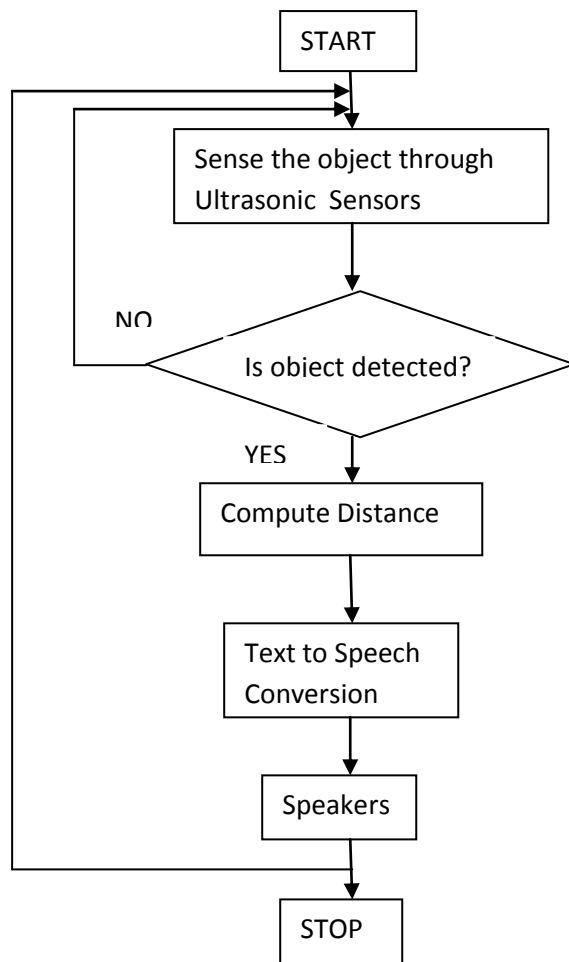 START
Sense the object through
Ultrasonic Sensors
NO
Is object detected?
YES
Compute Distance
Text to Speech
Conversion
Speakers
STOP